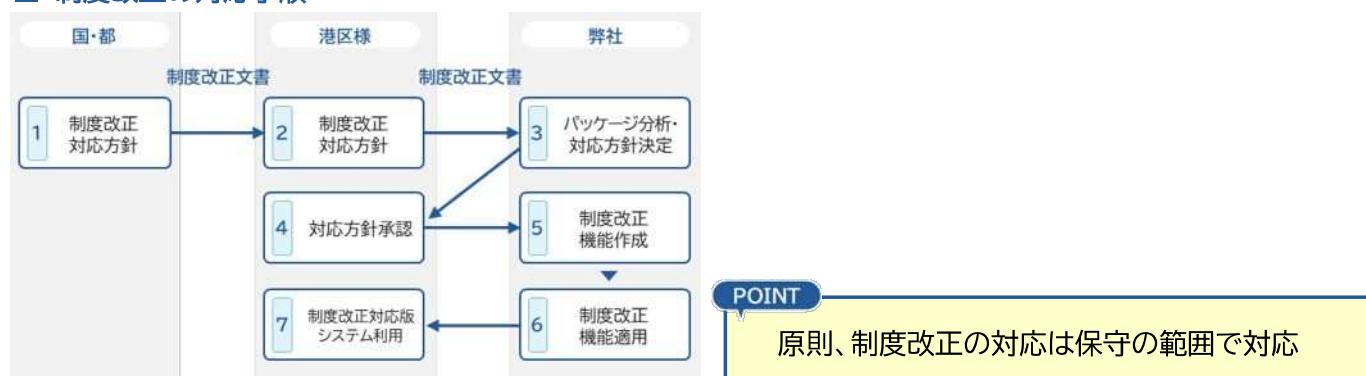 国・都
港区様
弊社
制度改正文書
制度改正文書
1
制度改正
対応方針
2
制度改正
対応方針
3
パッケージ分析・
対応方針決定
4
対応方針承認
5
制度改正
機能作成
7
制度改正対応版
システム利用
6
制度改正
機能適用
POINT
原則、制度改正の対応は保守の範囲で対応